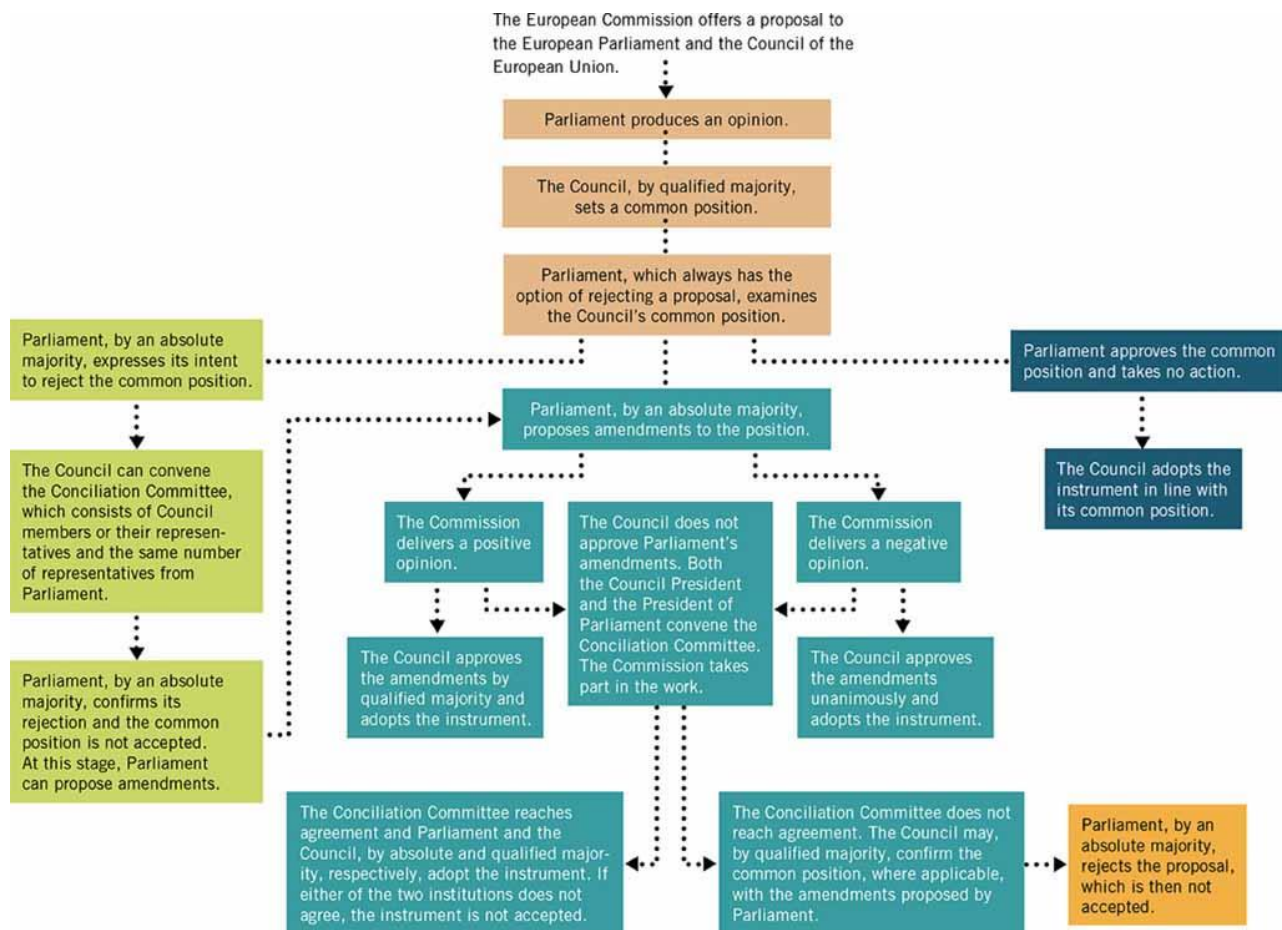 The European Commission offers a proposal to
the European Parliament and the Council of the
European Union.
Parliament produces an opinion.
The Council, by qualified majority,
sets a common position.
Parliament, which always has the
option of rejecting a proposal, examines
the Council's common position.
Parliament, by an absolute
majority, expresses its intent
to reject the common position.
Parliament approves the common
position and takes no action.
Parliament, by an absolute majority,
proposes amendments to the position.
The Council can convene
the Conciliation Committee,
which consists of Council
members or their represen-
tatives and the same number
of representatives from
Parliament.
The Council adopts the
instrument in line with
its common position.
The Commission
delivers a positive
opinion.
The Council does not
approve Parliament's
amendments. Both
the Council President
and the President of
Parliament convene the
Conciliation Committee.
The Commission takes
part in the work.
The Commission
delivers a negative
opinion.
The Council approves
the amendments by
qualified majority and
adopts the instrument.
The Council approves
the amendments
unanimously and
adopts the instrument.
Parliament, by an absolute
majority, confirms its
rejection and the common
position is not accepted.
At this stage, Parliament
can propose amendments.
The Conciliation Committee reaches
agreement and Parliament and the
Council, by absolute and qualified major-
ity, respectively, adopt the instrument. If
either of the two institutions does not
agree, the instrument is not accepted.
The Conciliation Committee does not
reach agreement. The Council may,
by qualified majority, confirm the
common position, where applicable,
with the amendments proposed by
Parliament.
Parliament, by an
absolute majority,
rejects the proposal,
which is then not
accepted.